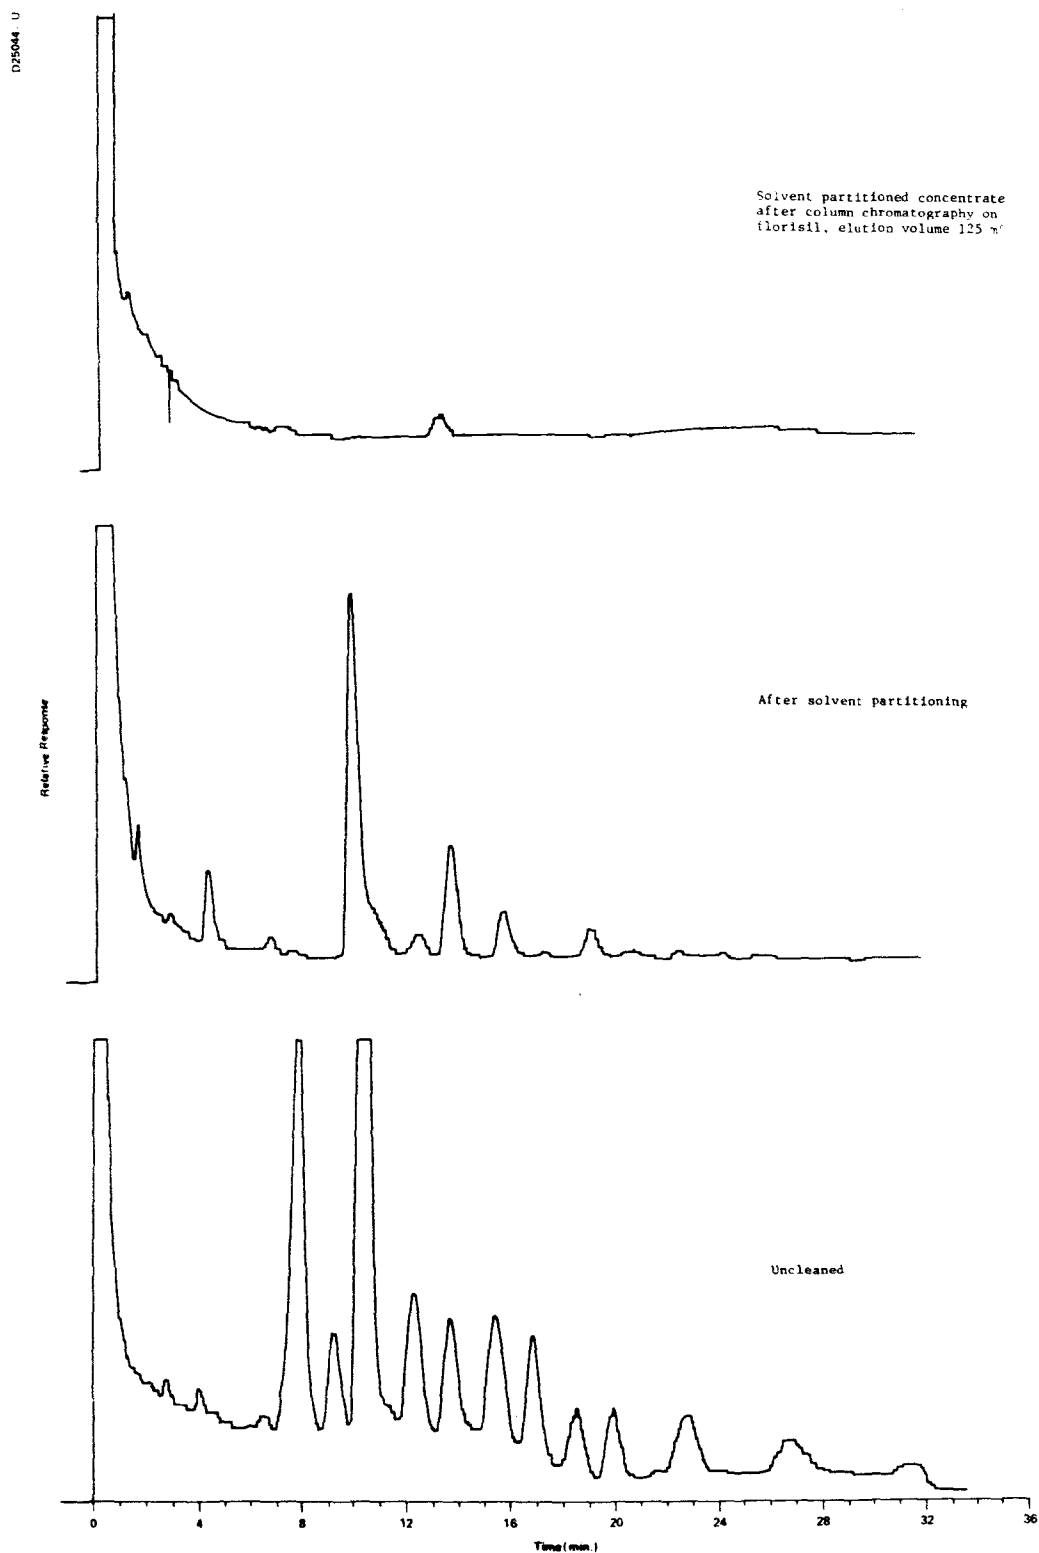 D25044. U
Solvent partitioned concentrate
after column chromatography on
florisil, elution volume 125
After solvent partitioning
Relative Response
Uncleaned
0 4 8 12 16 20 24 28 32 36
Time (min.)